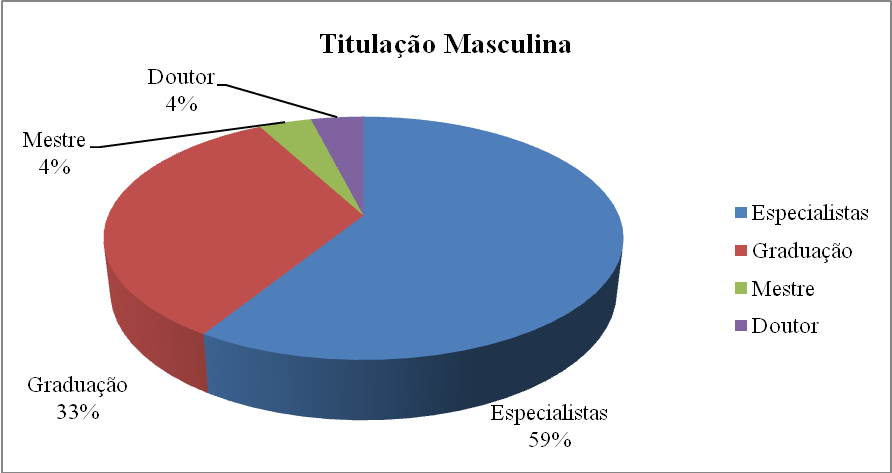 Titulação Masculina
Doutor
4%
Mestre
4%
Graduação
33%
Especialistas
59%
Especialistas
Graduação
Mestre
Doutor